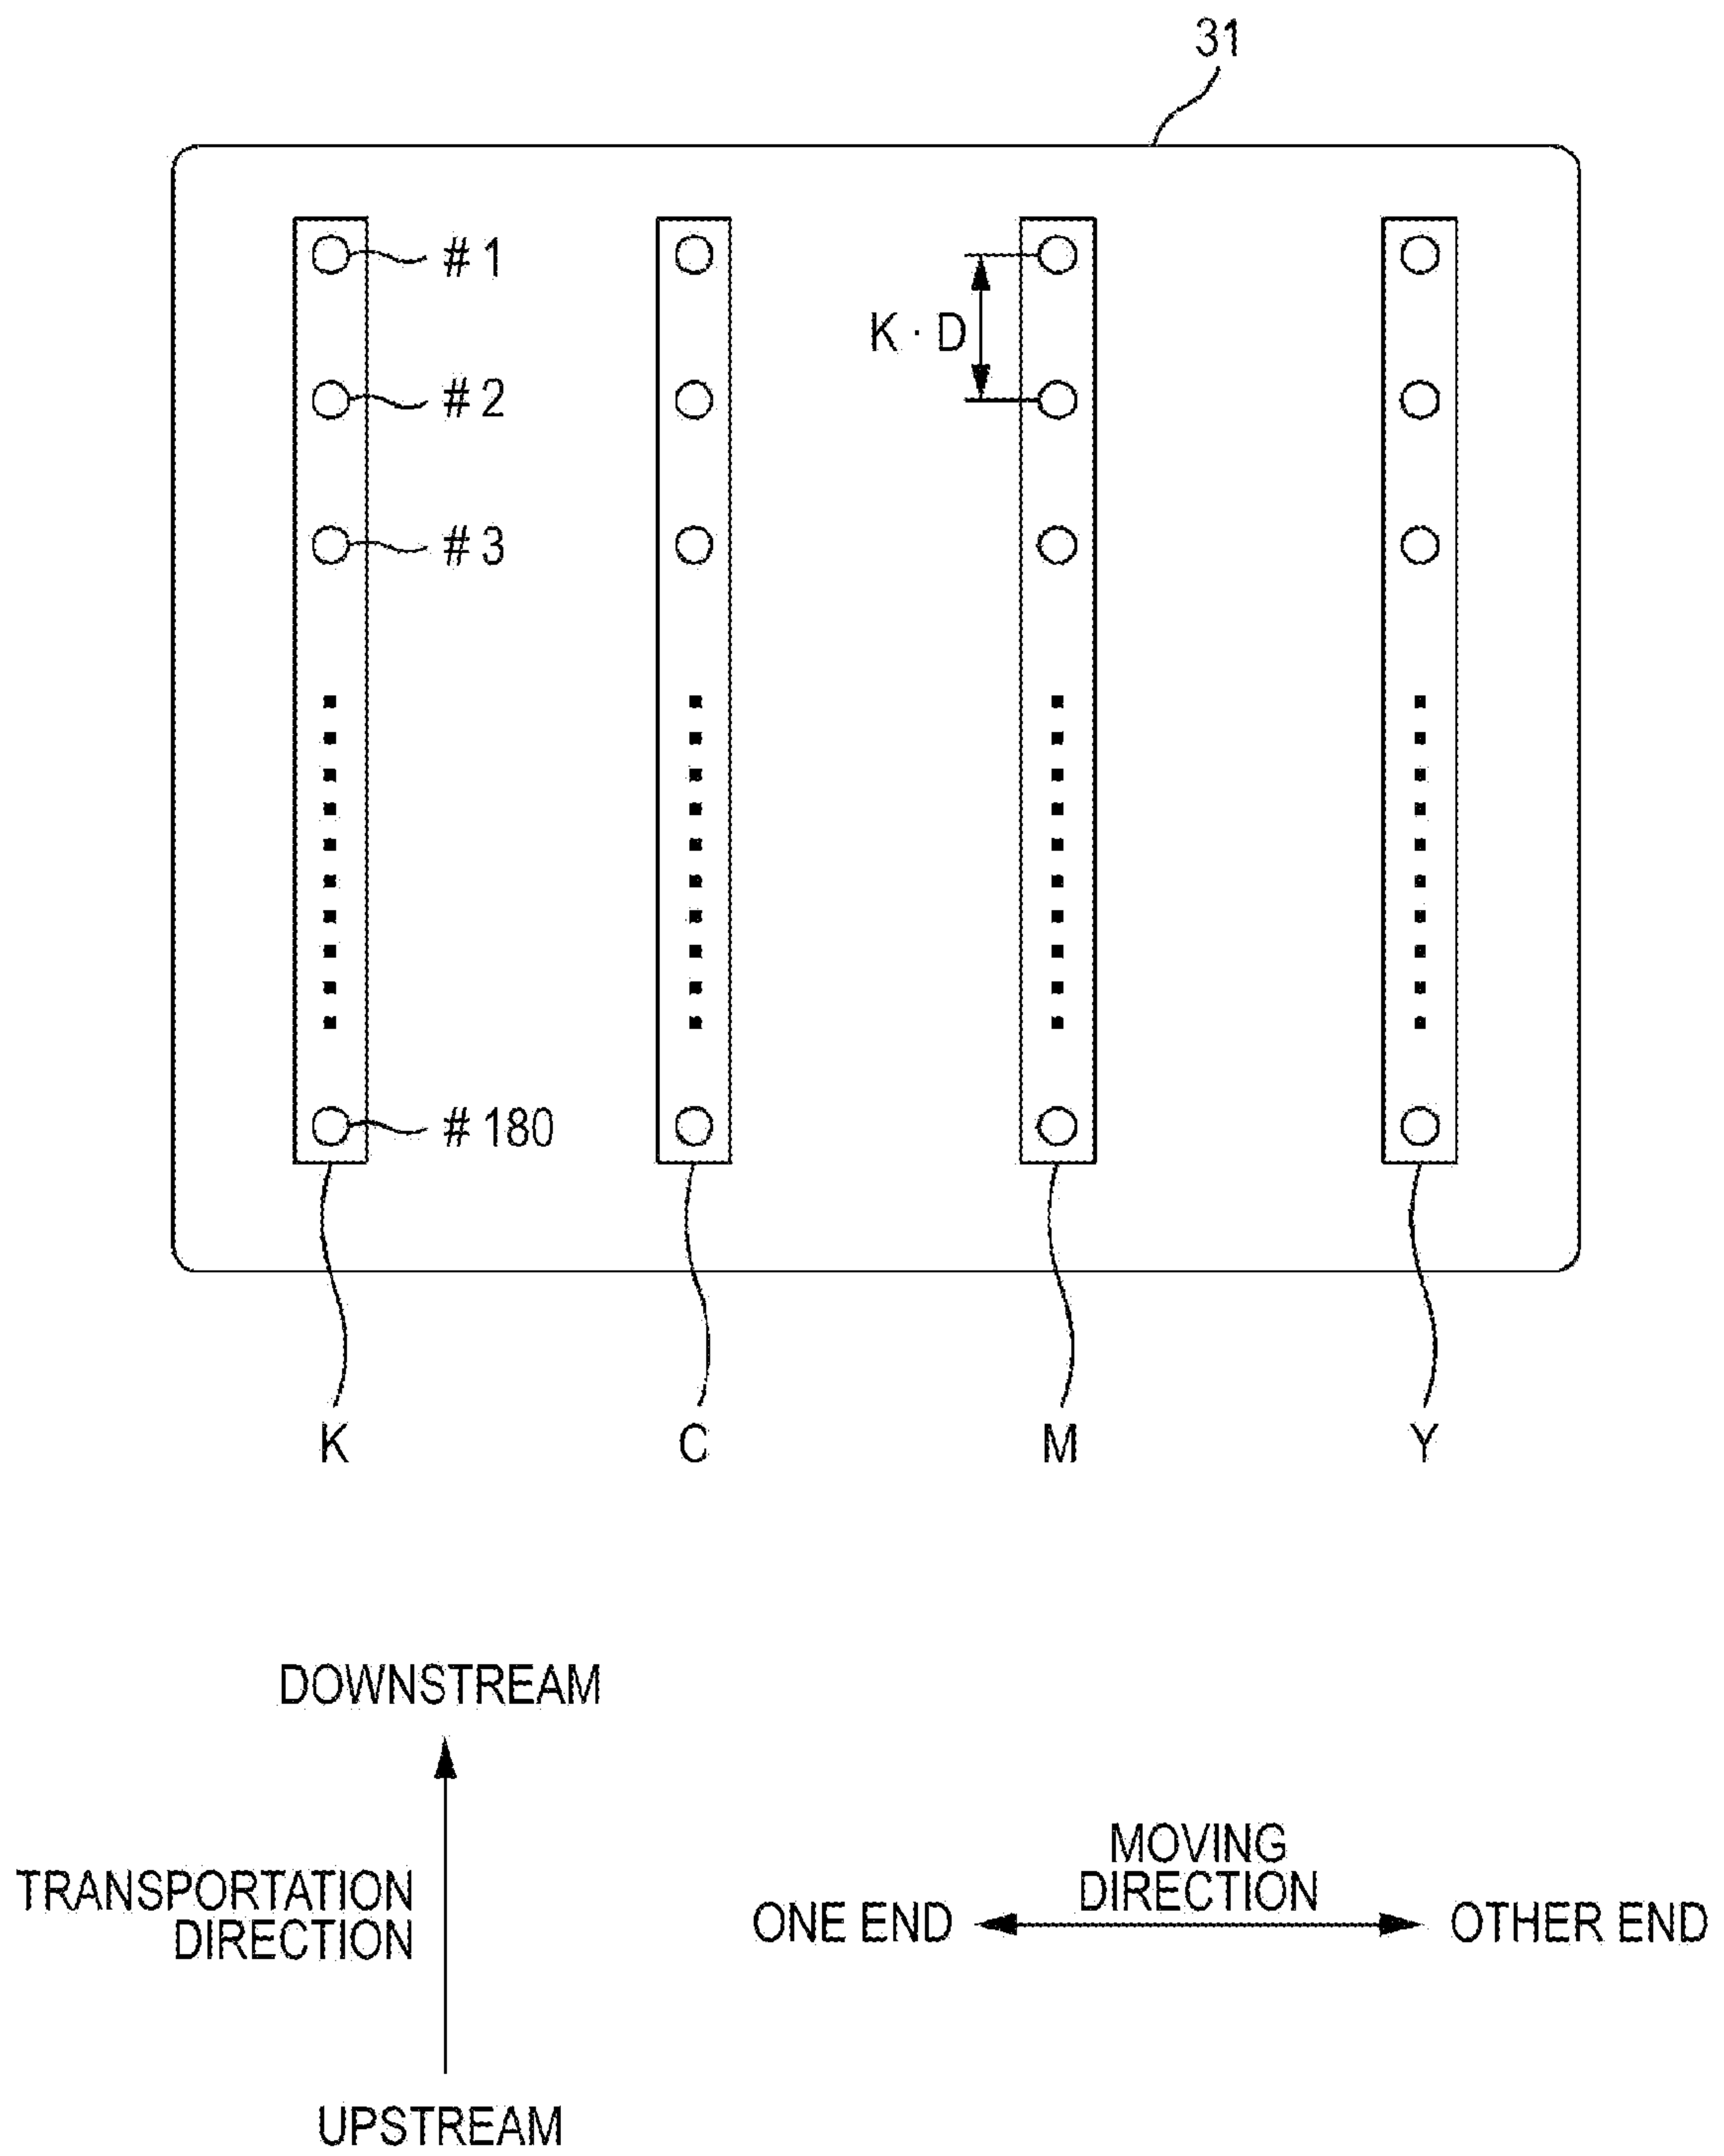 31
#1
#2
K · D
#3
#180
K C M Y
DOWNSTREAM
TRANSPORTATION
DIRECTION
UPSTREAM
MOVING
DIRECTION
ONE END
OTHER END